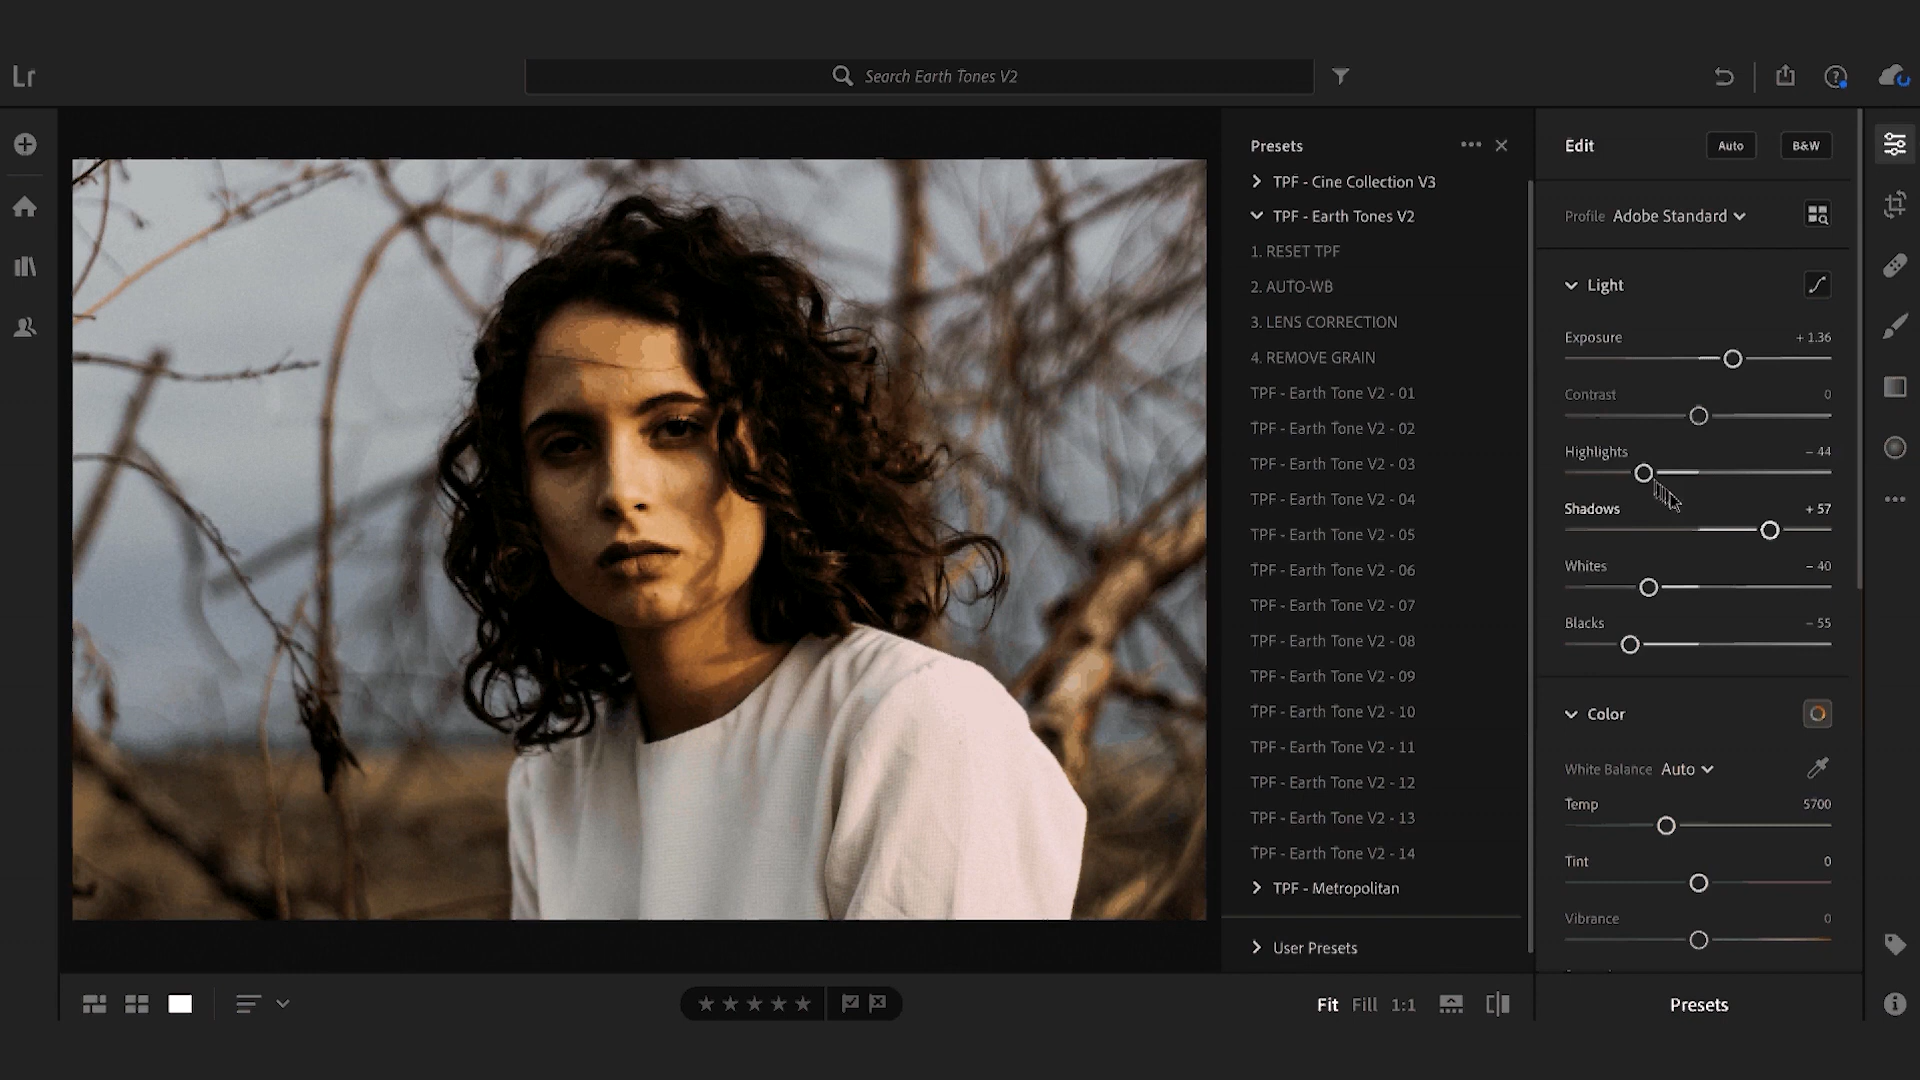 Lr
Search Earth Tones V2
Presets
TPF - Cine Collection V3
TPF - Earth Tones V2
1. RESET TPF
2. AUTO-WB
3. LENS CORRECTION
4. REMOVE GRAIN
TPF - Earth Tone V2 - 01
TPF - Earth Tone V2 - 02
TPF - Earth Tone V2 - 03
TPF - Earth Tone V2 - 04
TPF - Earth Tone V2 - 05
TPF - Earth Tone V2 - 06
TPF - Earth Tone V2 - 07
TPF - Earth Tone V2 - 08
TPF - Earth Tone V2 - 09
TPF - Earth Tone V2 - 10
TPF - Earth Tone V2 - 11
TPF - Earth Tone V2 - 12
TPF - Earth Tone V2 - 13
TPF - Earth Tone V2 - 14
TPF - Metropolitan
User Presets
Edit Auto B&W
Profile Adobe Standard
Light
Exposure + 1.36
Contrast 0
Highlights - 44
Shadows + 57
Whites - 40
Blacks - 55
Color
White Balance Auto
Temp 5700
Tint 0
Vibrance 0
Fit Fill 1:1
Presets